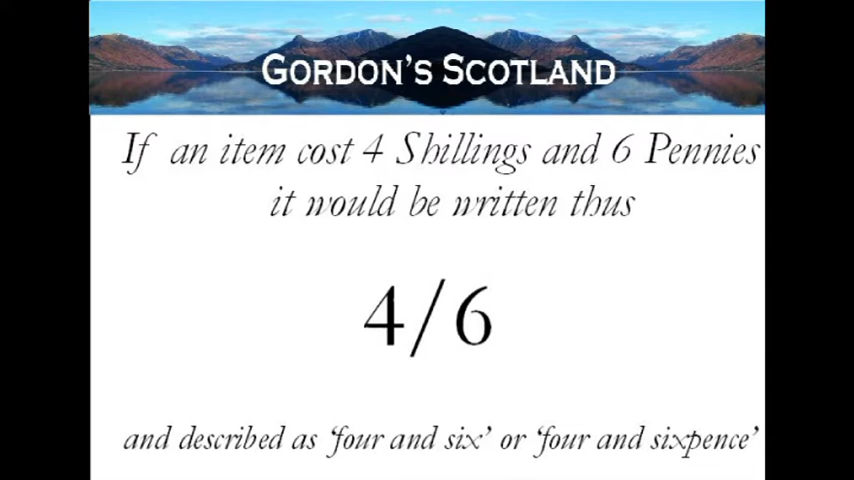 GORDON'S SCOTLAND
If an item cost 4 Shillings and 6 Pennies
it would be written thus
4/6
and described as 'four and six' or 'four and sixpence'